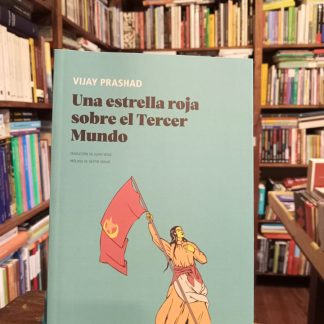 VIJAY PRASHAD
Una estrella roja
sobre el Tercer
Mundo